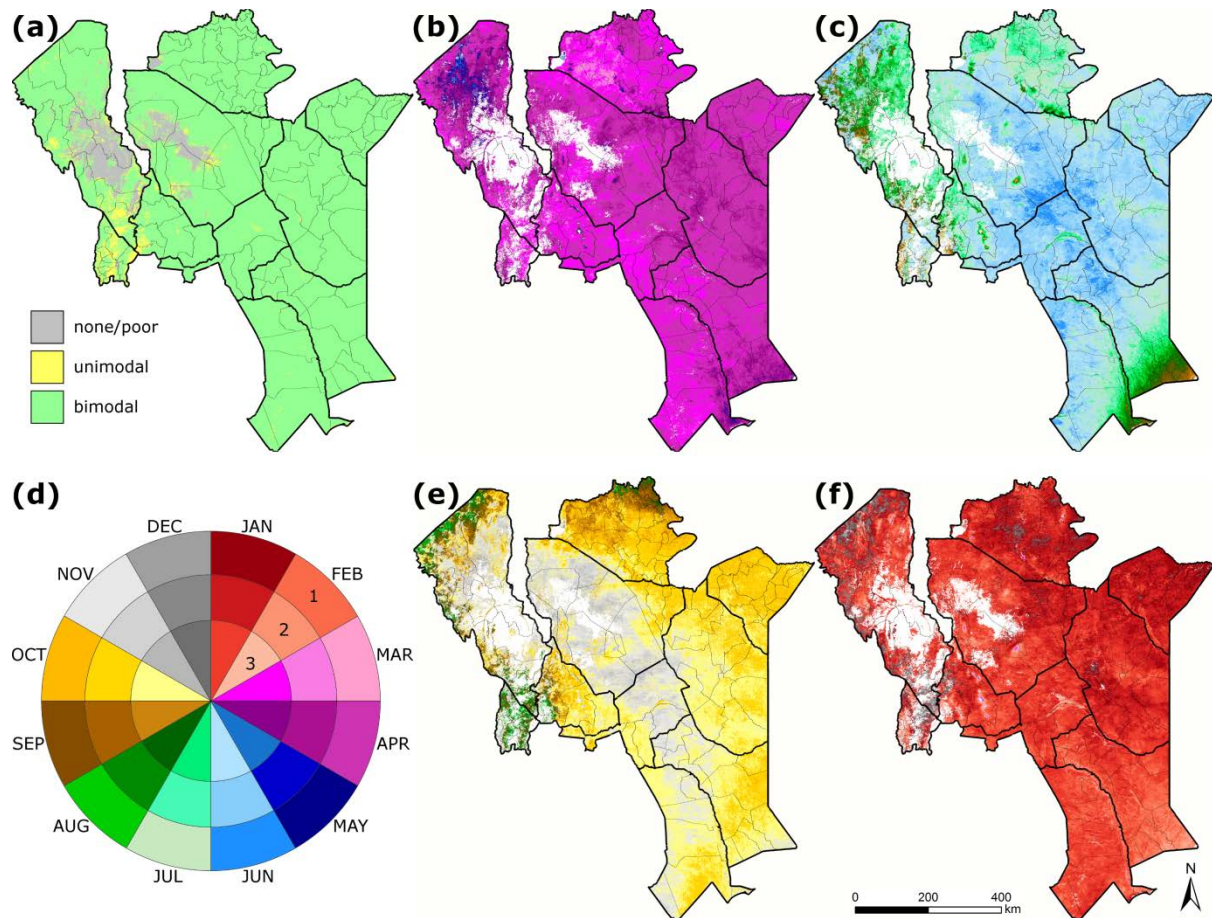 (a)
(b)
(c)
none/poor
unimodal
bimodal
(d)
(e)
(f)
DEC
JAN
NOV
FEB
1
2
OCT
3
MAR
SEP
APR
AUG
MAY
JUL
JUN
0 200 400
km
N